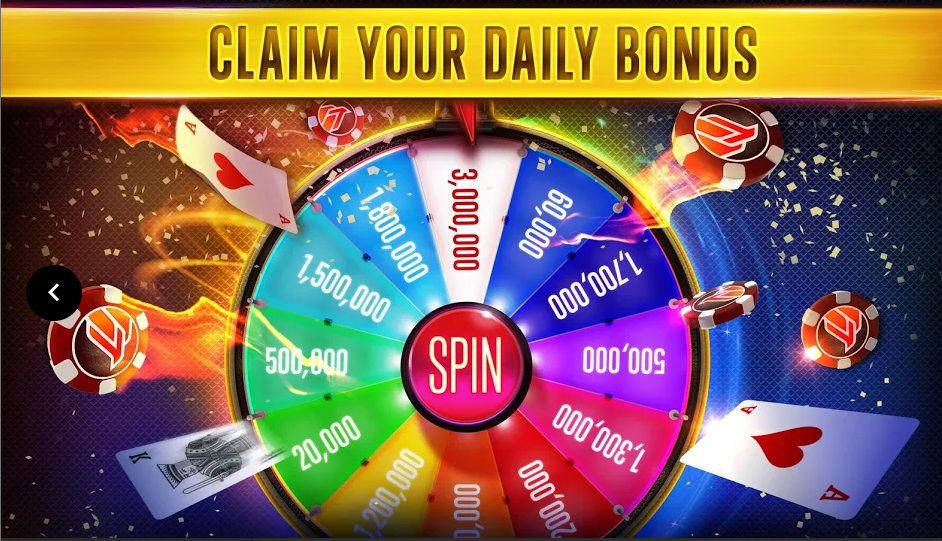 CLAIM YOUR DAILY BONUS
3,000,000
60,000
1,700,000
500,000
1,300,000
20,000
500,000
1,500,000
1,800,000
SPIN
A
A
K
A
A